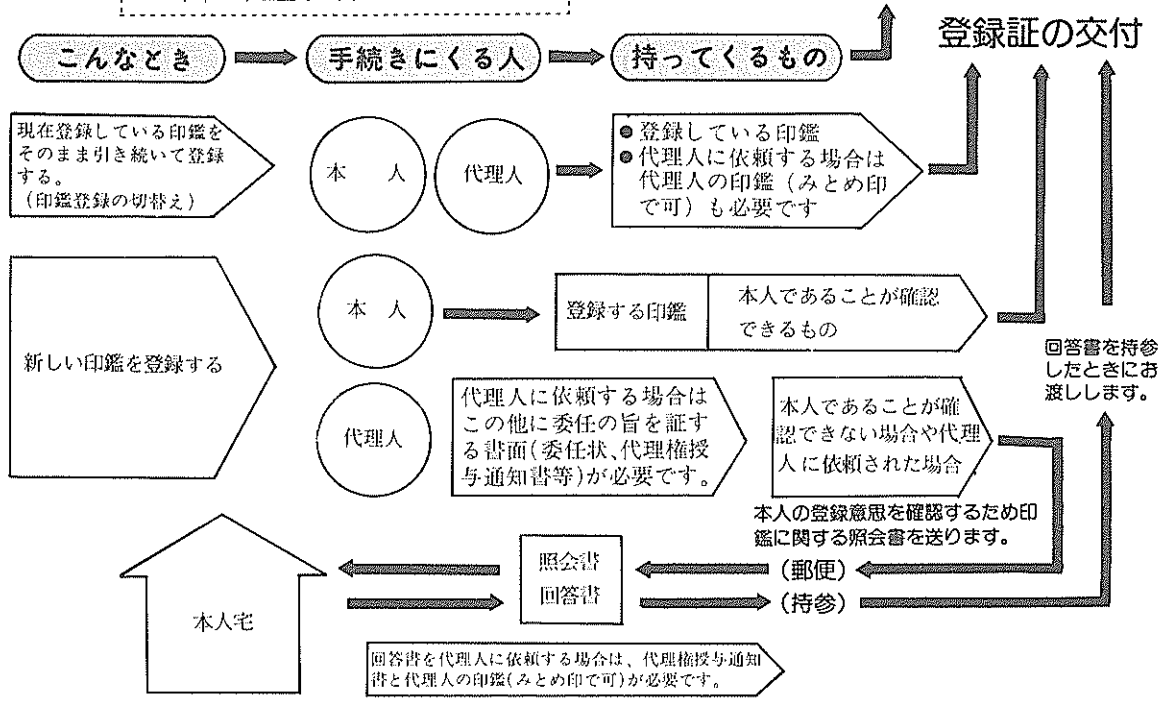 こんなとき
手続きにくる人
持ってくるもの
登録証の交付
現在登録している印鑑を
そのまま引き続いて登録
する。
(印鑑登録の切替え)
本 人
代理人
●登録している印鑑
●代理人に依頼する場合は
代理人の印鑑(みとめ印
で可)も必要です
新しい印鑑を登録する
本 人
登録する印鑑
本人であることが確認
できるもの
代理人
代理人に依頼する場合は
この他に委任の旨を証す
る書面(委任状、代理権授
与通知書等)が必要です。
本人であることが確
認できない場合や代理
人に依頼された場合
回答書を持参
したときにお
渡しします。
本人の登録意思を確認するため印
鑑に関する照会書を送ります。
本人宅
照会書
回答書
(郵便)
(持参)
回答書を代理人に依頼する場合は、代理権授与通知
書と代理人の印鑑(みとめ印で可)が必要です。